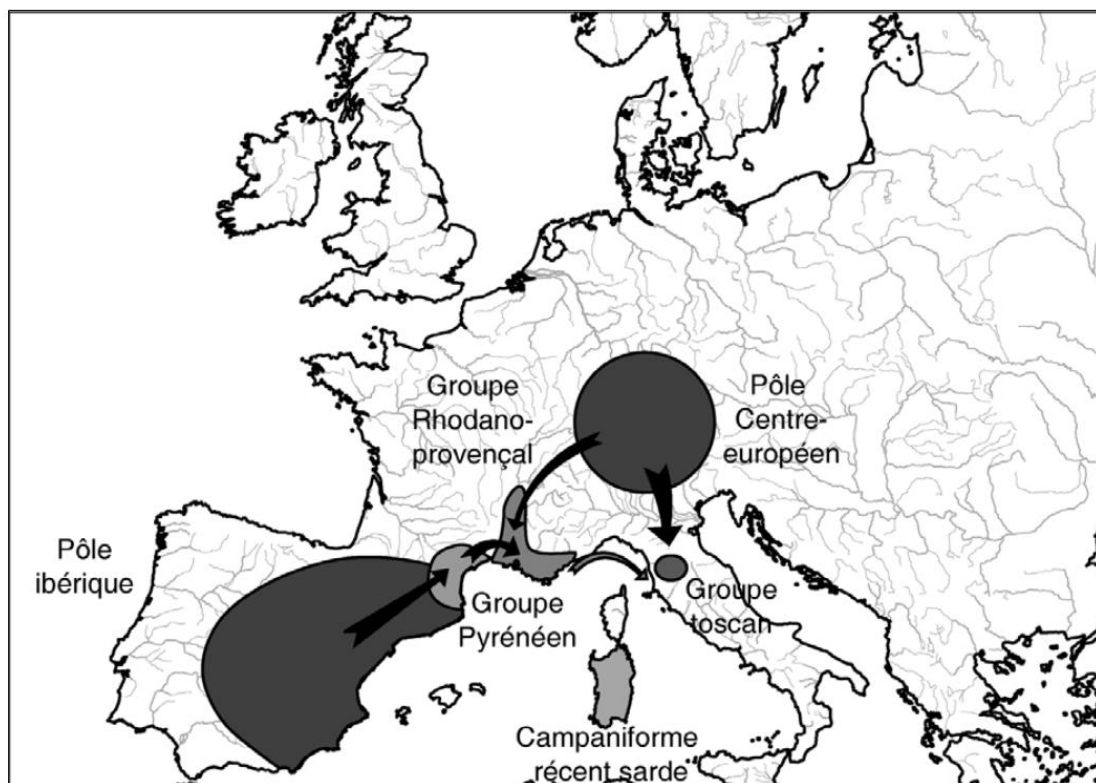 Groupe
Rhodano-
provençal
Pôle
Centre-
européen
Pôle
ibérique
Groupe
Pyrénéen
Groupe
toscan
Campaniforme
récent sarde